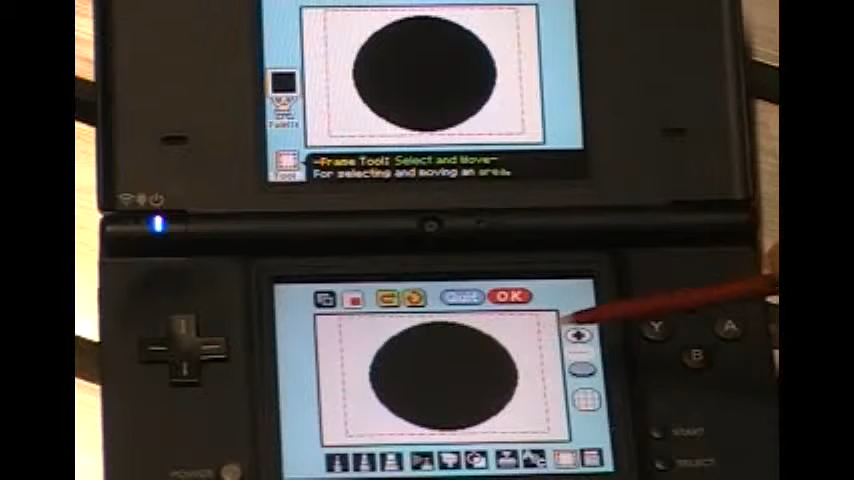 Palette
Tool
~Frame Tool: Select and Move~
For selecting and moving an area.
Quit OK
Y A
B
START
SELECT
POWER